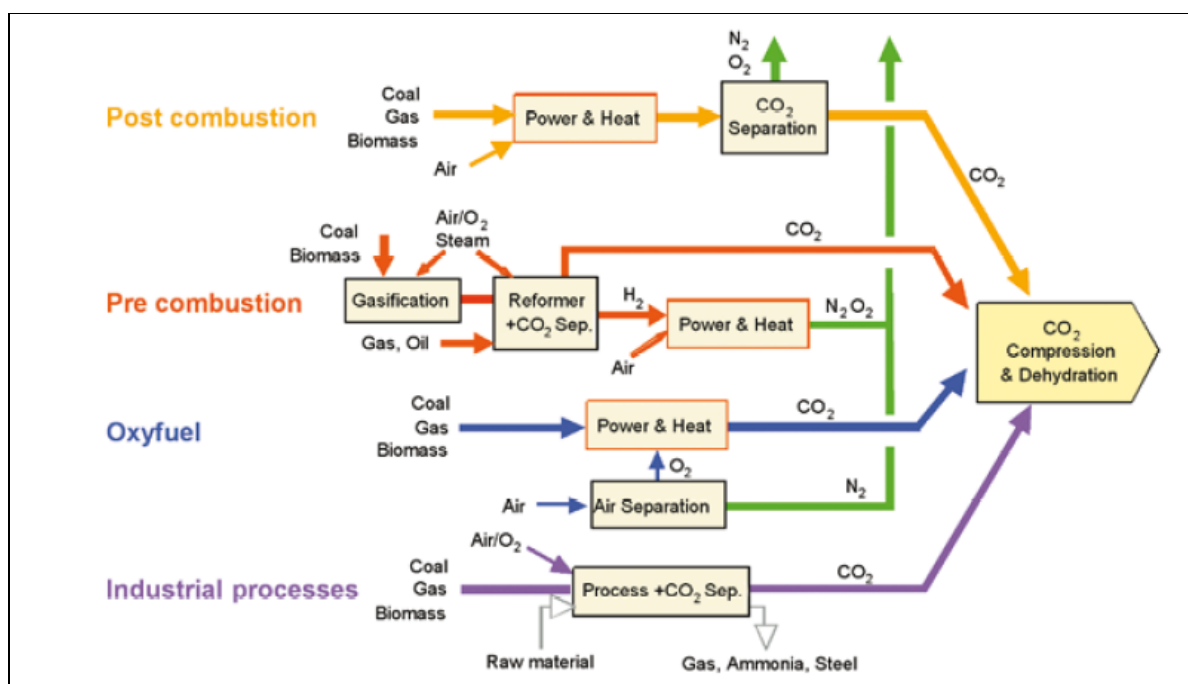 N₂
O₂
Post combustion
Coal
Gas
Biomass
Air
Power & Heat
CO₂
Separation
CO₂
Pre combustion
Coal
Biomass
Air/O₂
Steam
Gasification
Gas, Oil
Reformer
+CO₂ Sep.
H₂
Air
Power & Heat
N₂O₂
CO₂
CO₂
Compression
& Dehydration
Oxyfuel
Coal
Gas
Biomass
Power & Heat
CO₂
O₂
Air
Air Separation
N₂
Industrial processes
Air/O₂
Coal
Gas
Biomass
Process +CO₂ Sep.
CO₂
Raw material
Gas, Ammonia, Steel